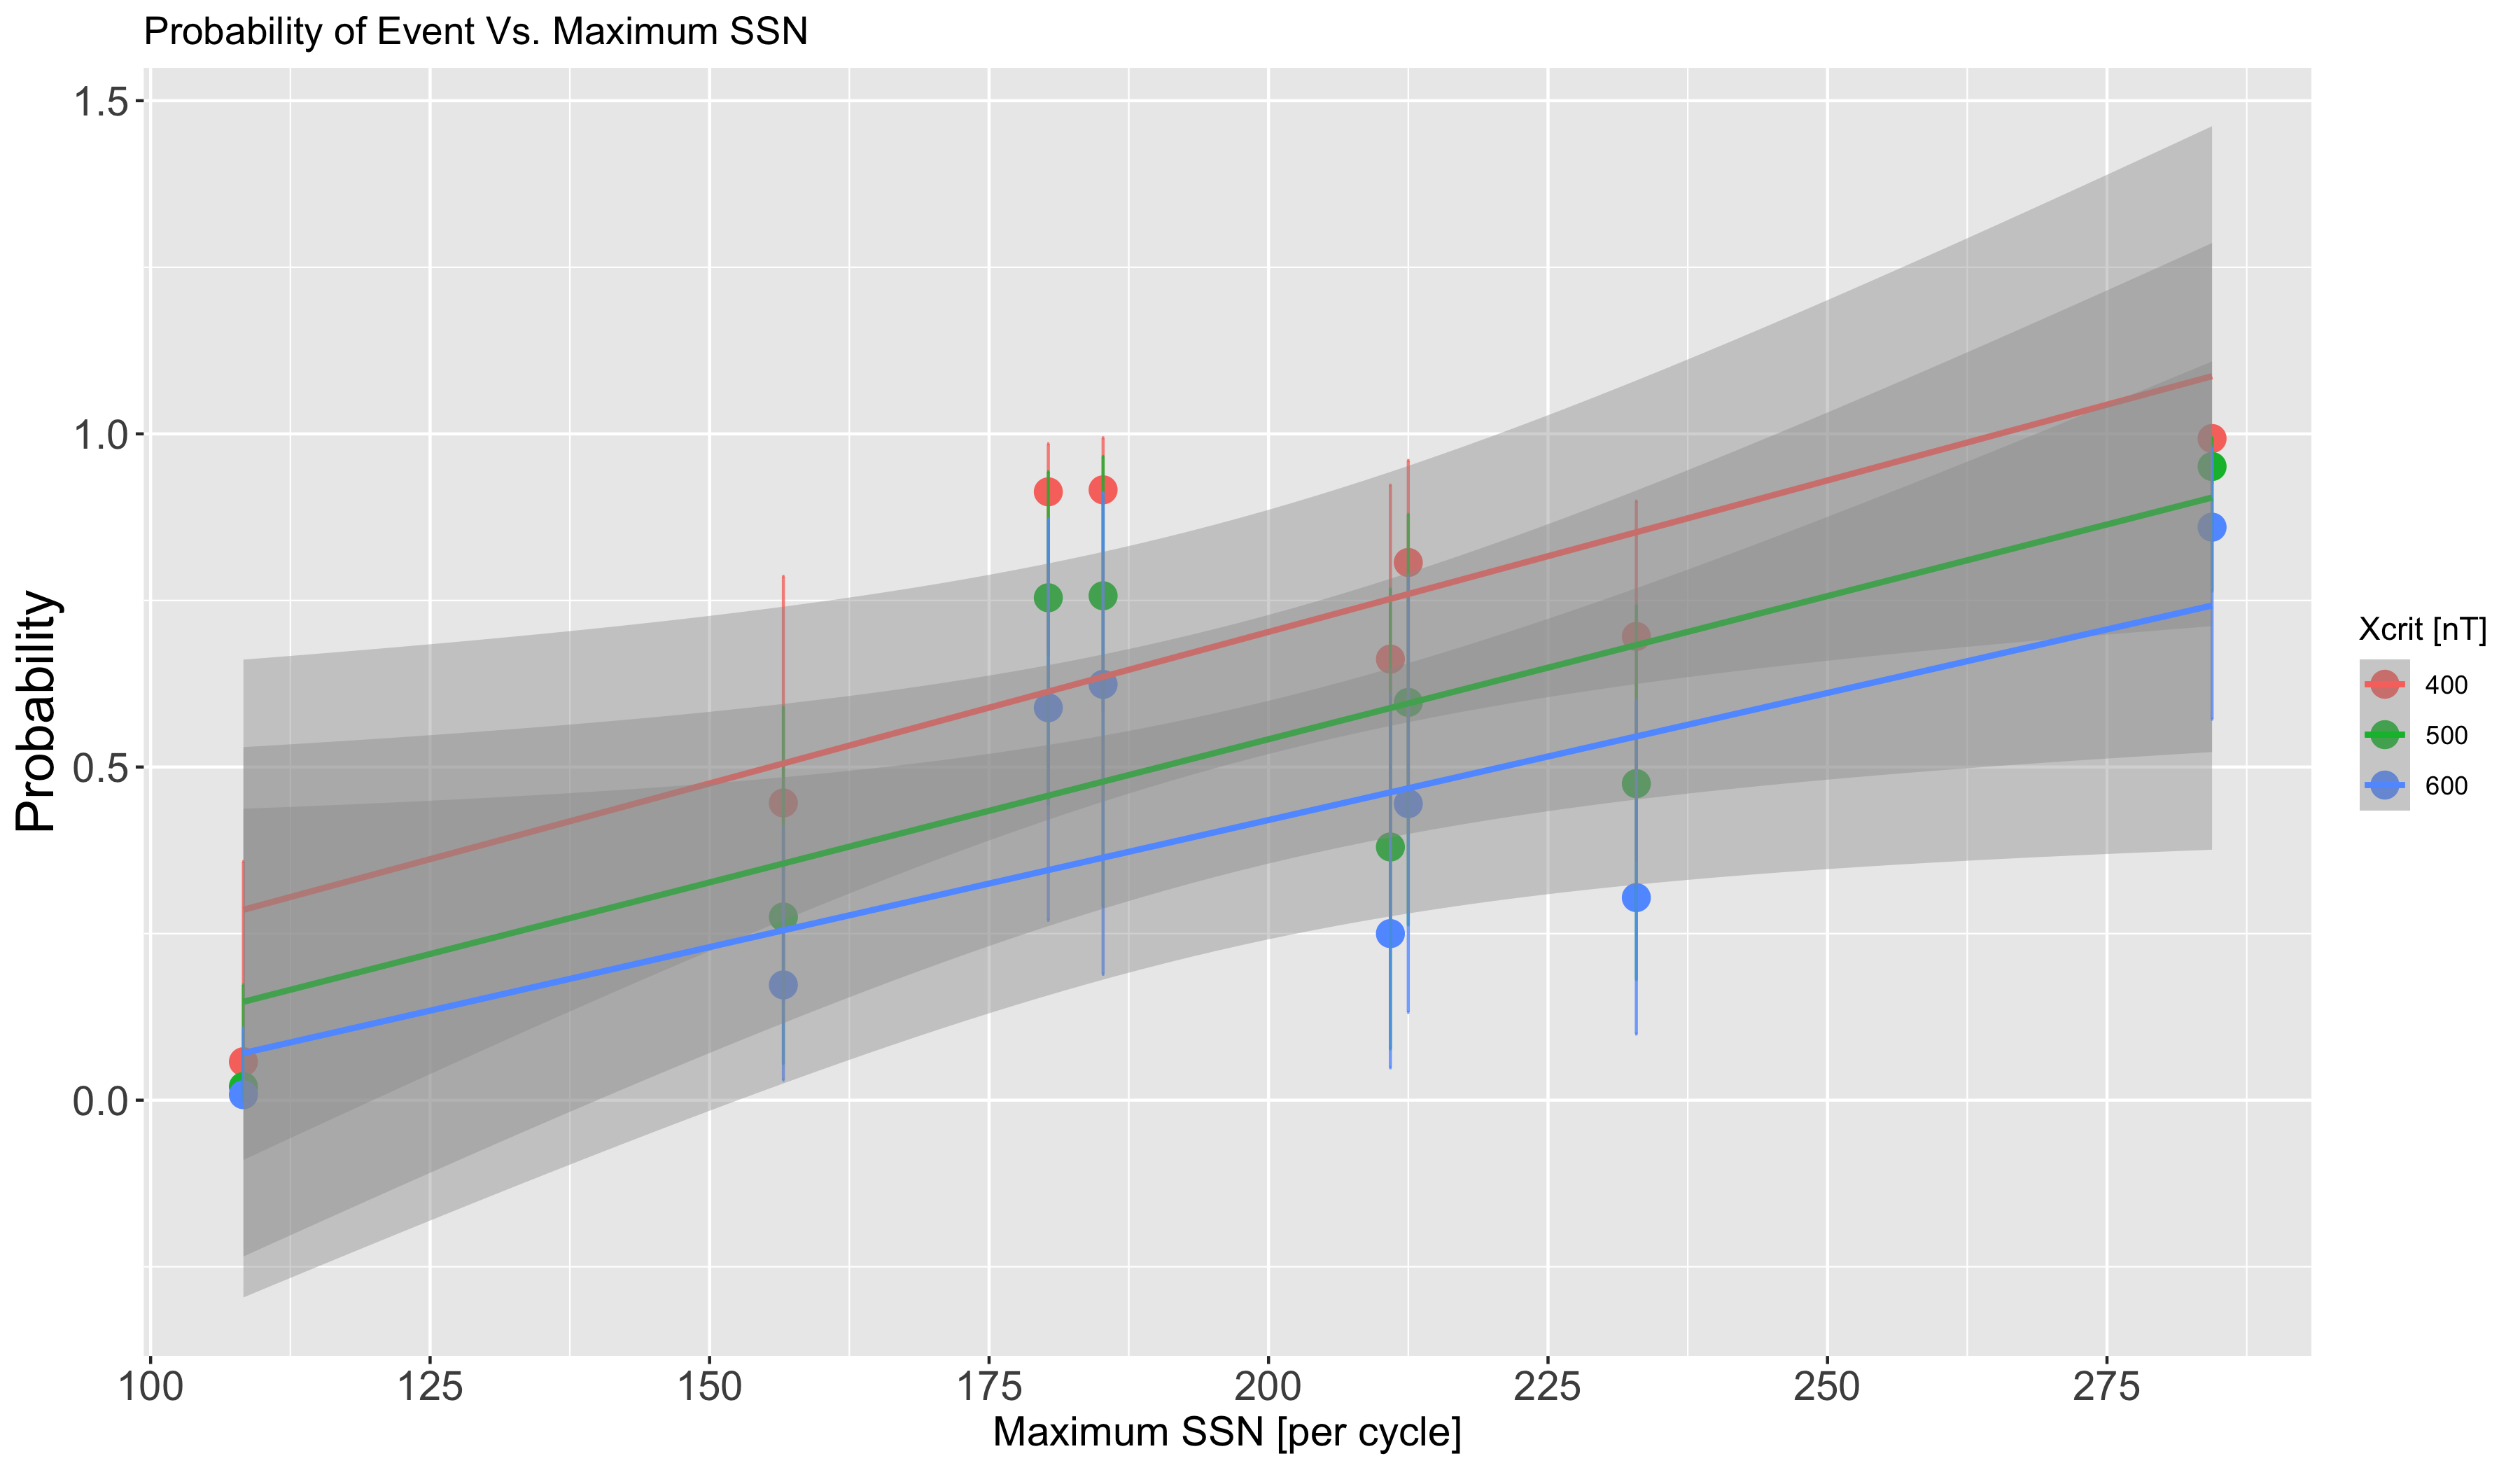 Probability of Event Vs. Maximum SSN
1.5
1.0
0.5
0.0
Probability
100 125 150 175 200 225 250 275
Maximum SSN [per cycle]
Xcrit [nT]
400
500
600